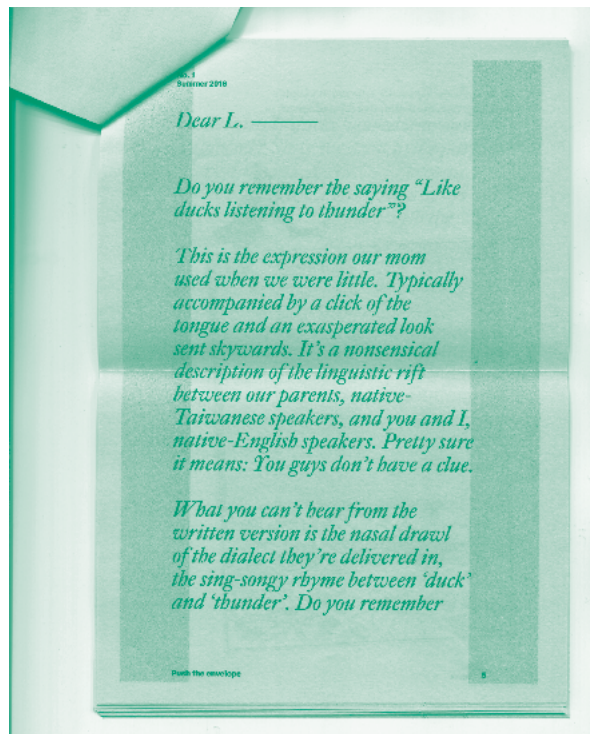 No. 1
Summer 2016
Dear L. ———
Do you remember the saying “Like
ducks listening to thunder”?
This is the expression our mom
used when we were little. Typically
accompanied by a click of the
tongue and an exasperated look
sent skywards. It’s a nonsensical
description of the linguistic rift
between our parents, native-
Taiwanese speakers, and you and I,
native-English speakers. Pretty sure
it means: You guys don’t have a clue.
What you can’t hear from the
written version is the nasal drawl
of the dialect they’re delivered in,
the sing-songy rhyme between ‘duck’
and ‘thunder’. Do you remember
Push the envelope